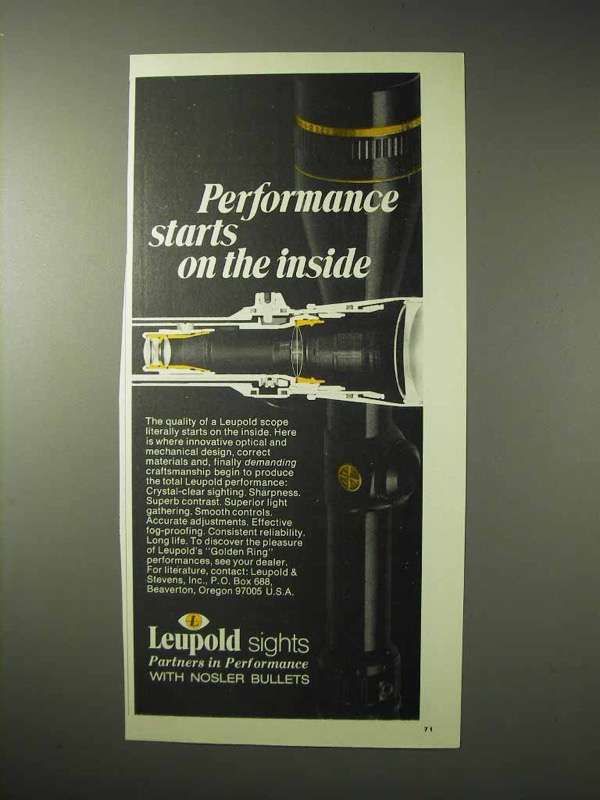 Performance
starts
on the inside
The quality of a Leupold scope
literally starts on the inside. Here
is where innovative optical and
mechanical design, correct
materials and, finally demanding
craftsmanship begin to produce
the total Leupold performance:
Crystal-clear sighting. Sharpness.
Superb contrast. Superior light
gathering. Smooth controls.
Accurate adjustments. Effective
fog-proofing. Consistent reliability.
Long life. To discover the pleasure
of Leupold's "Golden Ring"
performances, see your dealer.
For literature, contact: Leupold &
Stevens, Inc., P.O. Box 688,
Beaverton, Oregon 97005 U.S.A.
L
Leupold sights
Partners in Performance
WITH NOSLER BULLETS
71